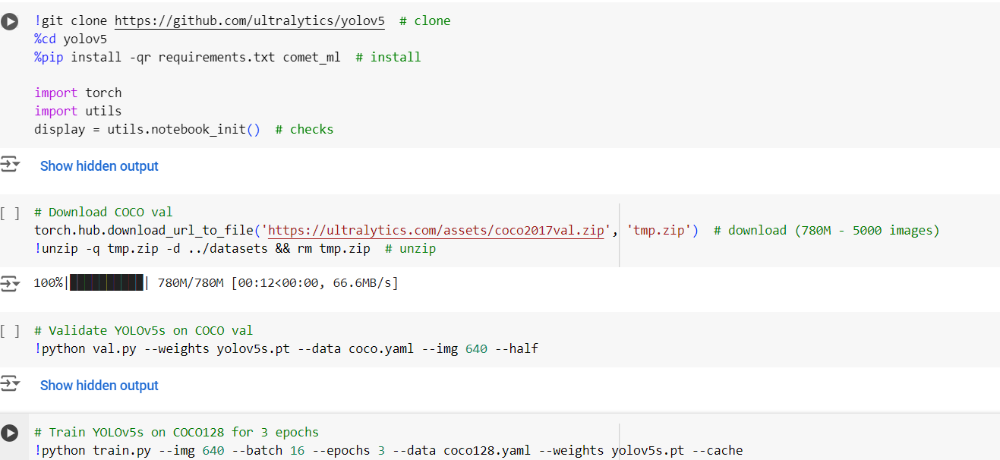 !git clone https://github.com/ultralytics/yolov5  # clone
%cd yolov5
%pip install -qr requirements.txt comet_ml  # install
import torch
import utils
display = utils.notebook_init()  # checks
Show hidden output
[ ] # Download COCO val
torch.hub.download_url_to_file('https://ultralytics.com/assets/coco2017val.zip', 'tmp.zip')  # download (780M - 5000 images)
!unzip -q tmp.zip -d ../datasets && rm tmp.zip  # unzip
100%|██████████| 780M/780M [00:12<00:00, 66.6MB/s]
[ ] # Validate YOLOv5s on COCO val
!python val.py --weights yolov5s.pt --data coco.yaml --img 640 --half
Show hidden output
# Train YOLOv5s on COCO128 for 3 epochs
!python train.py --img 640 --batch 16 --epochs 3 --data coco128.yaml --weights yolov5s.pt --cache